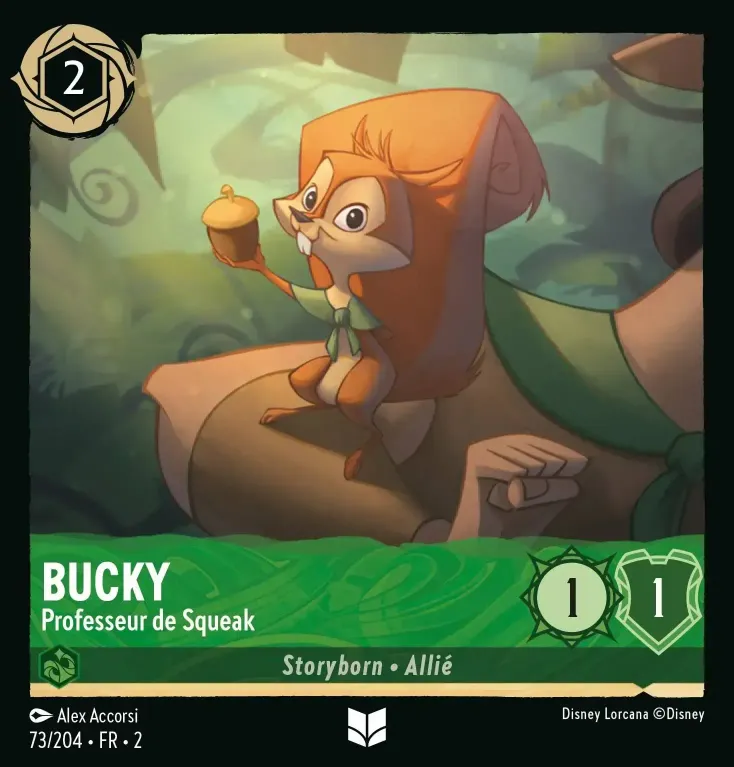 2
BUCKY
Professeur de Squeak
1 1
Storyborn • Allié
Alex Accorsi
Disney Lorcana ©Disney
73/204 • FR • 2